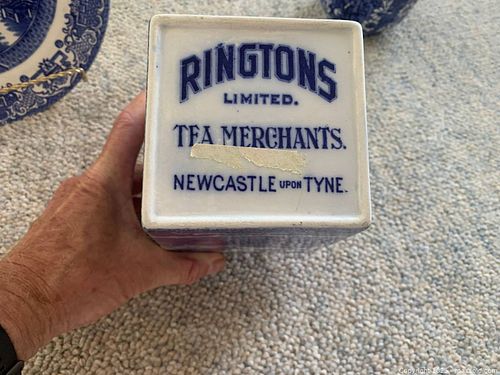 RINGTONS
LIMITED.
TEA MERCHANTS.
NEWCASTLE UPON TYNE.